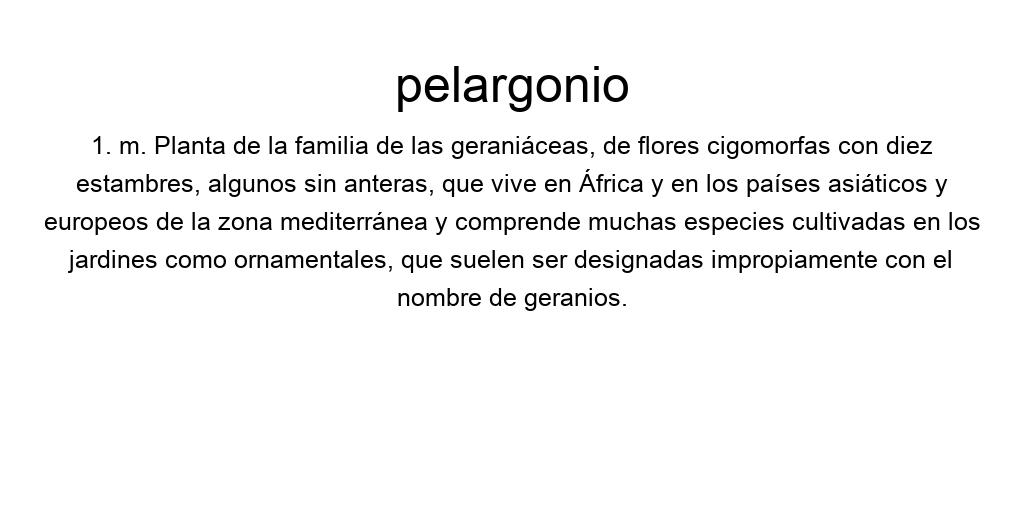 pelargonio
1. m. Planta de la familia de las geraniáceas, de flores cigomorfas con diez
estambres, algunos sin anteras, que vive en África y en los países asiáticos y
europeos de la zona mediterránea y comprende muchas especies cultivadas en los
jardines como ornamentales, que suelen ser designadas impropiamente con el
nombre de geranios.